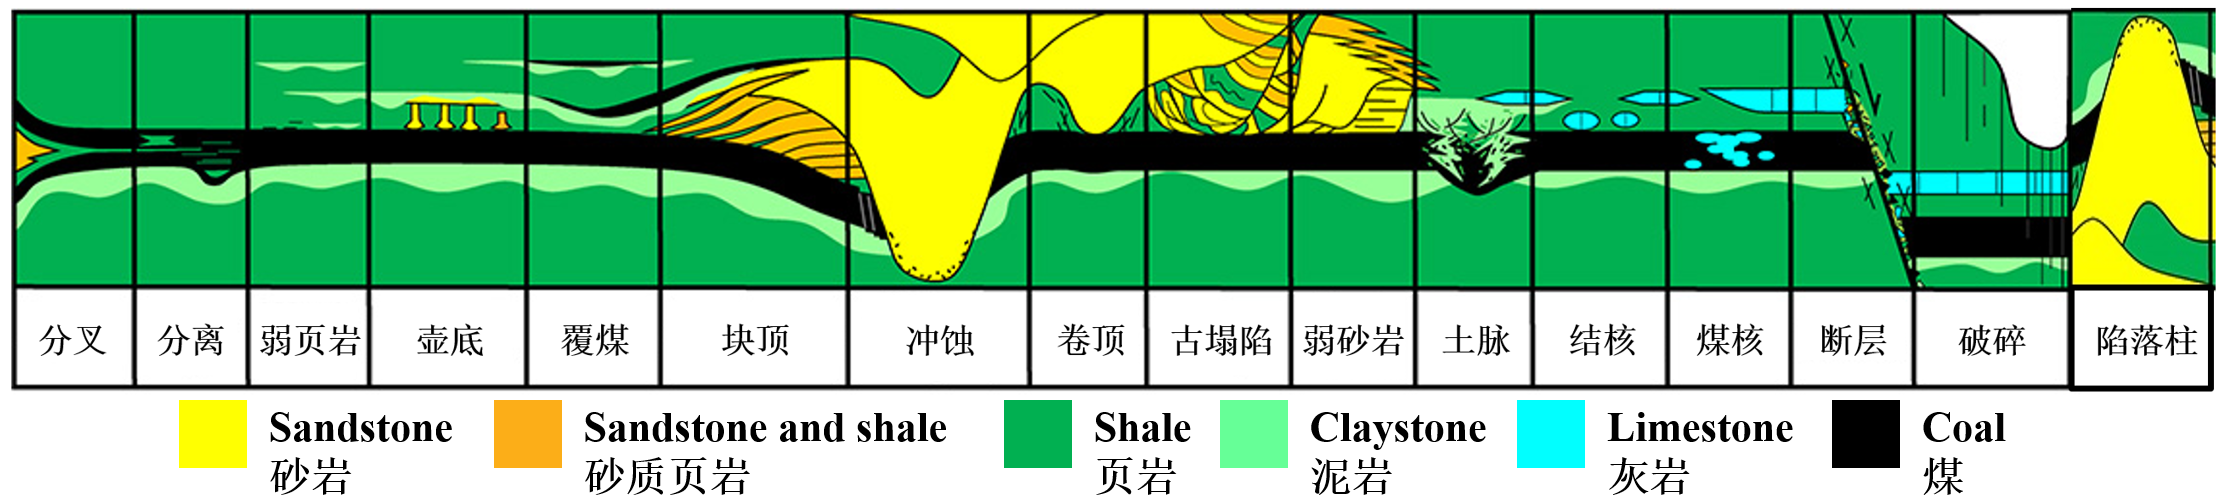 分叉 分离 弱页岩 壶底 覆煤 块顶 冲蚀 卷顶 古塌陷 弱砂岩 土脉 结核 煤核 断层 破碎 陷落柱
Sandstone Sandstone and shale Shale Claystone Limestone Coal
砂岩 砂质页岩 页岩 泥岩 灰岩 煤